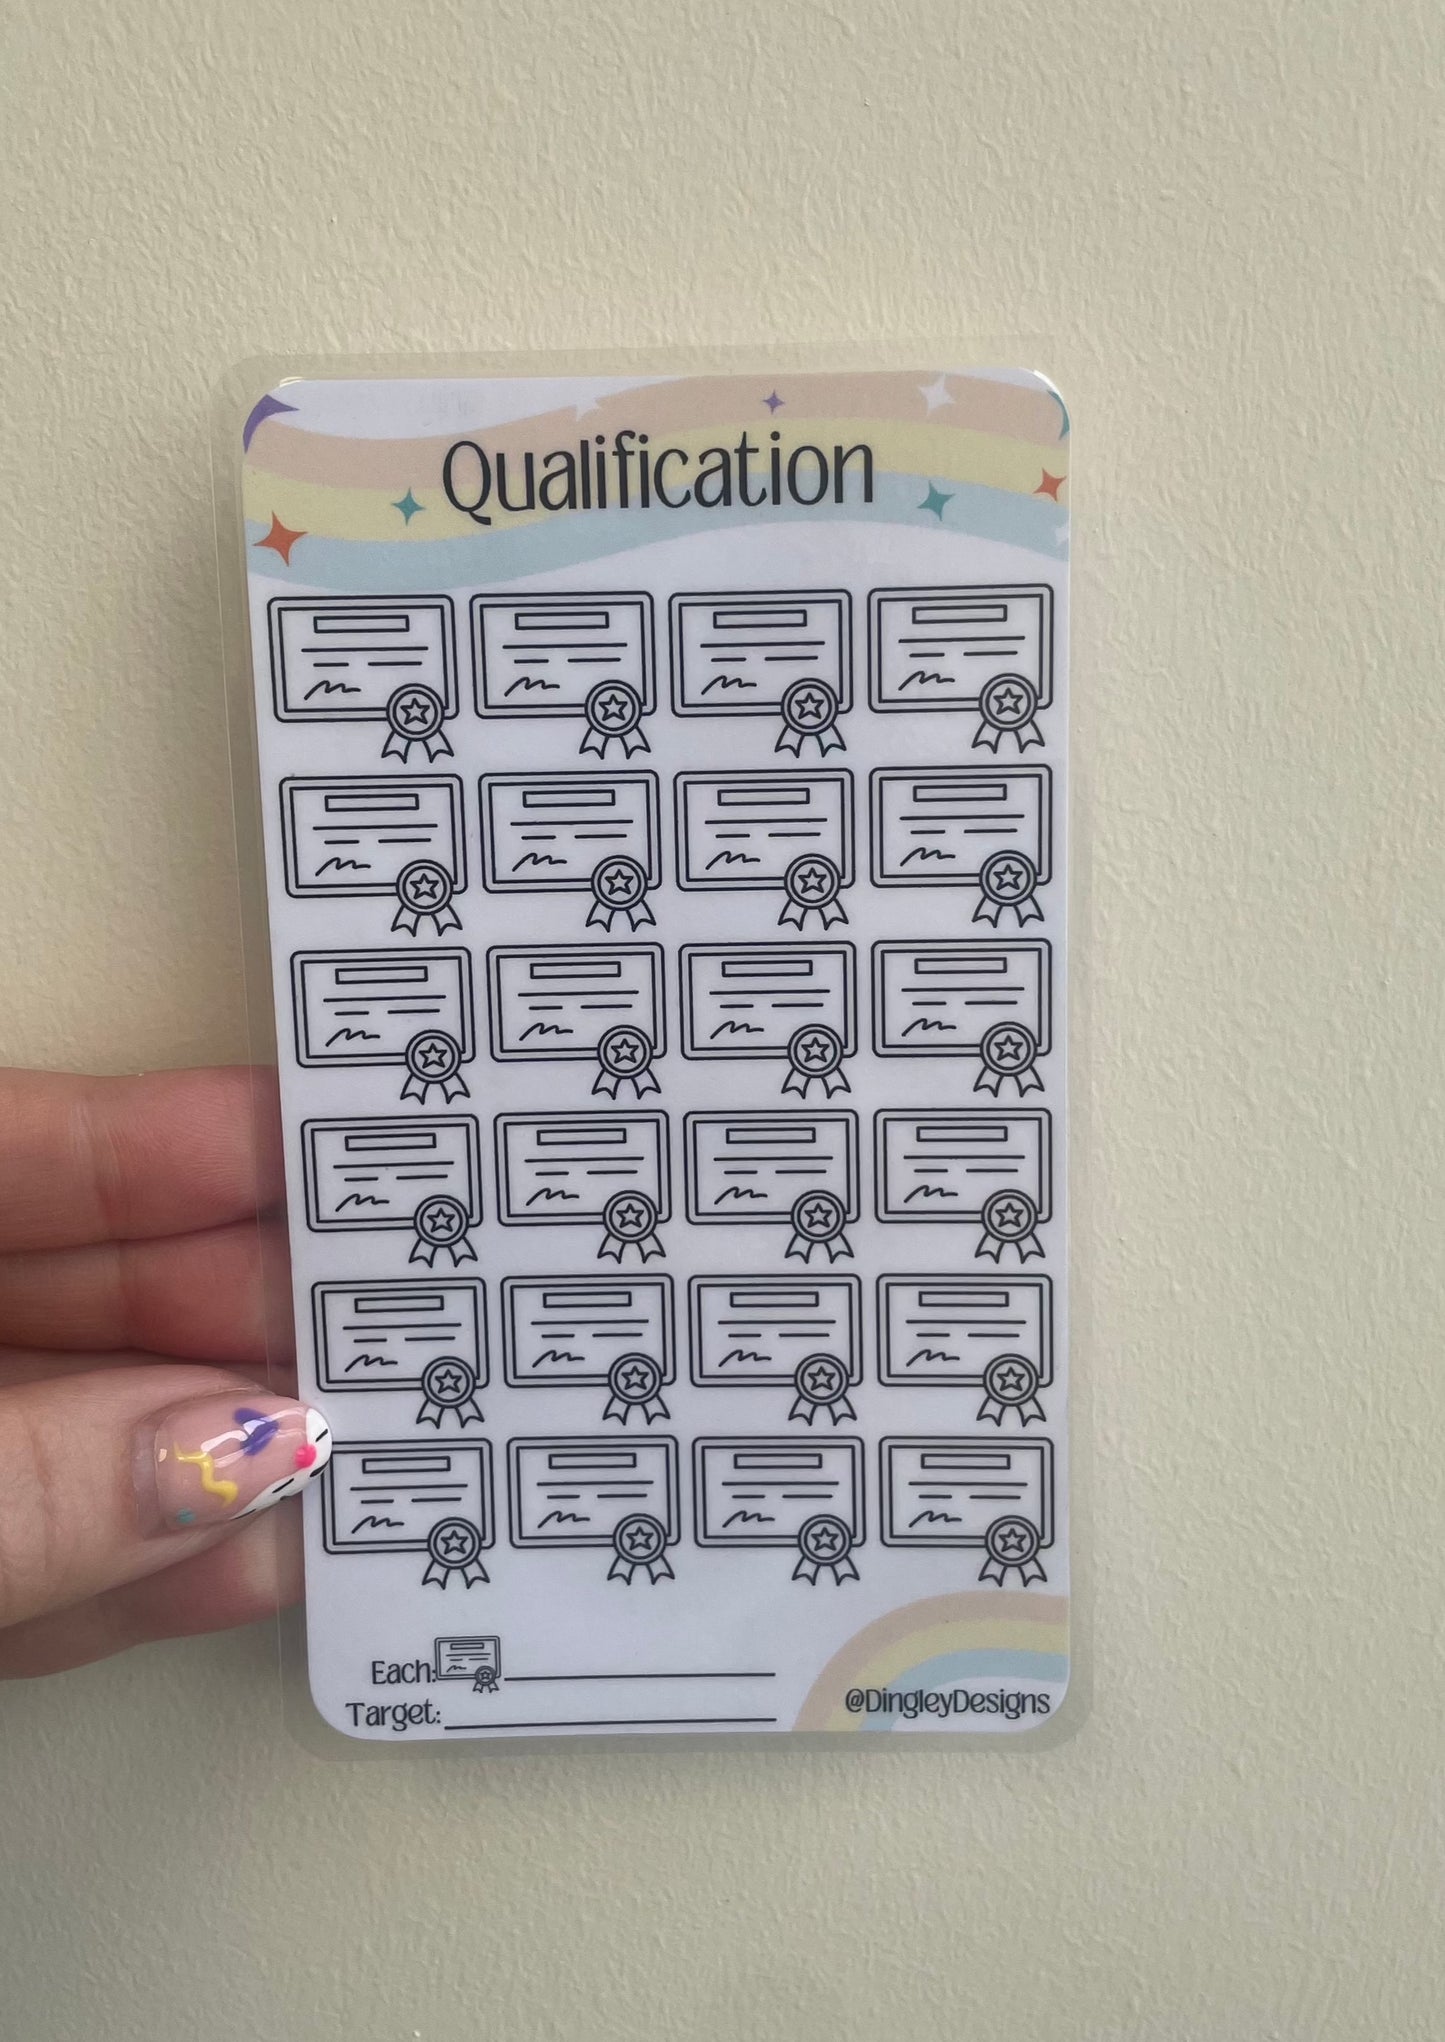 Qualification
Each:
Target:
@DingleyDesigns